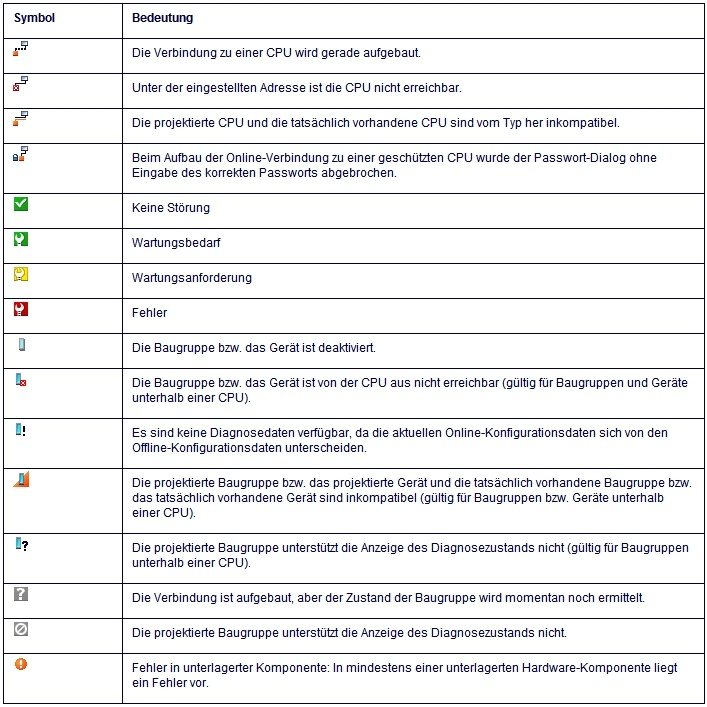 Symbol Bedeutung
Die Verbindung zu einer CPU wird gerade aufgebaut.
Unter der eingestellten Adresse ist die CPU nicht erreichbar.
Die projektierte CPU und die tatsächlich vorhandene CPU sind vom Typ her inkompatibel.
Beim Aufbau der Online-Verbindung zu einer geschützten CPU wurde der Passwort-Dialog ohne
Eingabe des korrekten Passworts abgebrochen.
Keine Störung
Wartungsbedarf
Wartungsanforderung
Fehler
Die Baugruppe bzw. das Gerät ist deaktiviert.
Die Baugruppe bzw. das Gerät ist von der CPU aus nicht erreichbar (gültig für Baugruppen und Geräte
unterhalb einer CPU).
Es sind keine Diagnosedaten verfügbar, da die aktuellen Online-Konfigurationsdaten sich von den
Offline-Konfigurationsdaten unterscheiden.
Die projektierte Baugruppe bzw. das projektierte Gerät und die tatsächlich vorhandene Baugruppe bzw.
das tatsächlich vorhandene Gerät sind inkompatibel (gültig für Baugruppen bzw. Geräte unterhalb
einer CPU).
Die projektierte Baugruppe unterstützt die Anzeige des Diagnosezustands nicht (gültig für Baugruppen
unterhalb einer CPU).
Die Verbindung ist aufgebaut, aber der Zustand der Baugruppe wird momentan noch ermittelt.
Die projektierte Baugruppe unterstützt die Anzeige des Diagnosezustands nicht.
Fehler in unterlagerter Komponente: In mindestens einer unterlagerten Hardware-Komponente liegt
ein Fehler vor.